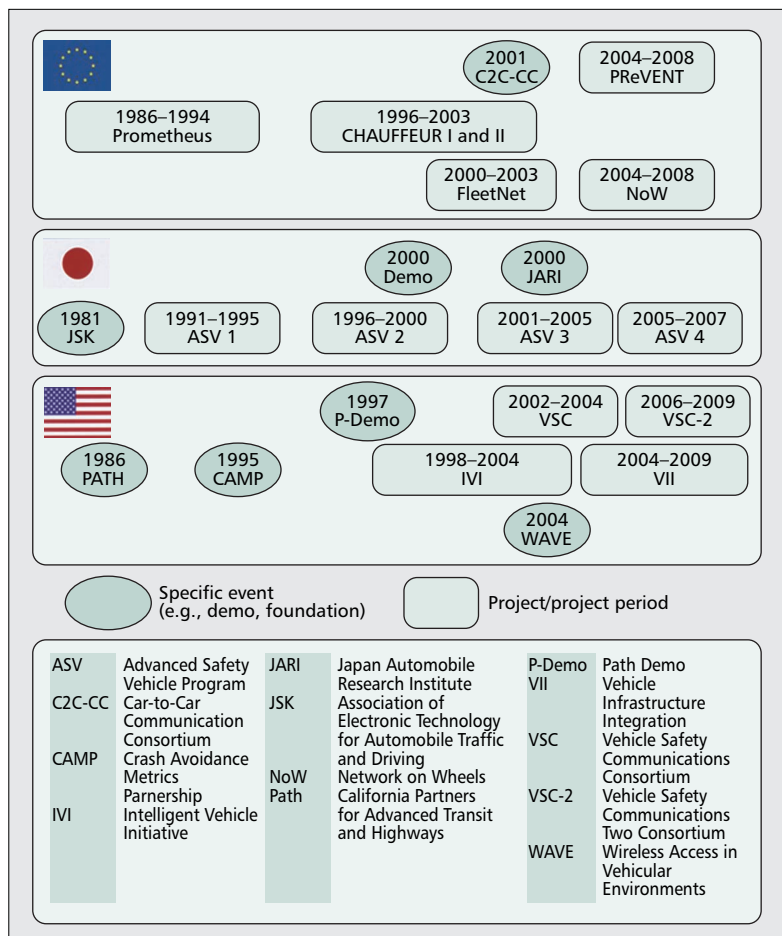 2001
C2C-CC
2004–2008
PReVENT
1986–1994
Prometheus
1996–2003
CHAUFFEUR I and II
2000–2003
FleetNet
2004–2008
NoW
2000
Demo
2000
JARI
1981
JSK
1991–1995
ASV 1
1996–2000
ASV 2
2001–2005
ASV 3
2005–2007
ASV 4
1997
P-Demo
2002–2004
VSC
2006–2009
VSC-2
1986
PATH
1995
CAMP
1998–2004
IVI
2004–2009
VII
2004
WAVE
Specific event
(e.g., demo, foundation)
Project/project period
ASV Advanced Safety
Vehicle Program
C2C-CC Car-to-Car
Communication
Consortium
CAMP Crash Avoidance
Metrics
Parnership
IVI Intelligent Vehicle
Initiative
JARI Japan Automobile
Research Institute
JSK Association of
Electronic Technology
for Automobile Traffic
and Driving
NoW Network on Wheels
Path California Partners
for Advanced Transit
and Highways
P-Demo Path Demo
VII Vehicle
Infrastructure
Integration
VSC Vehicle Safety
Communications
Consortium
VSC-2 Vehicle Safety
Communications
Two Consortium
WAVE Wireless Access in
Vehicular
Environments